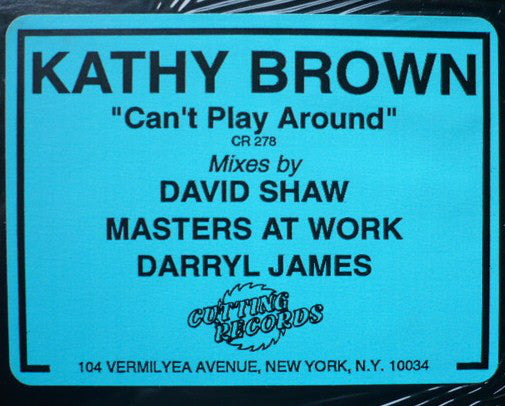 KATHY BROWN
"Can't Play Around"
CR 278
Mixes by
DAVID SHAW
MASTERS AT WORK
DARRYL JAMES
CUTTING
RECORDS
104 VERMILYEA AVENUE, NEW YORK, N.Y. 10034